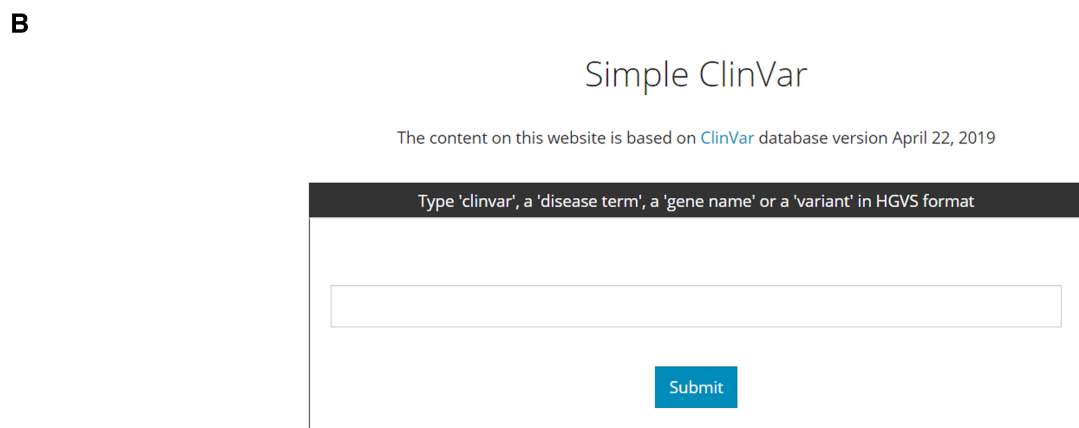 B
Simple ClinVar
The content on this website is based on ClinVar database version April 22, 2019
Type 'clinvar', a 'disease term', a 'gene name' or a 'variant' in HGVS format
Submit